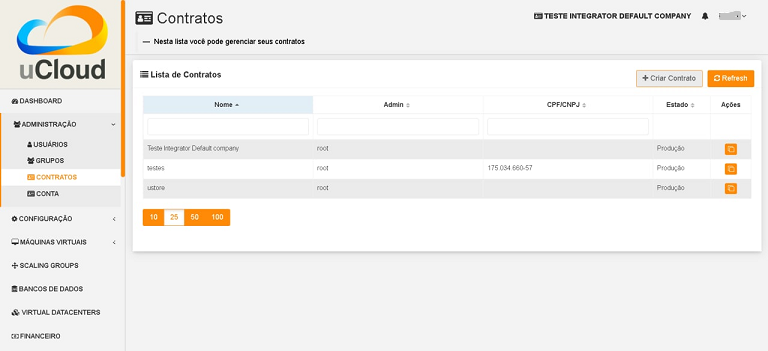 uCloud
DASHBOARD
ADMINISTRAÇÃO
USUÁRIOS
GRUPOS
CONTRATOS
CONTA
CONFIGURAÇÃO
MÁQUINAS VIRTUAIS
SCALING GROUPS
BANCOS DE DADOS
VIRTUAL DATACENTERS
FINANCEIRO
Contratos
TESTE INTEGRATOR DEFAULT COMPANY
— Nesta lista você pode gerenciar seus contratos
Lista de Contratos
Criar Contrato
Refresh
Nome Admin CPF/CNPJ Estado Ações
Teste Integrator Default company root Produção
testes root 175.034.660-57 Produção
ustore root Produção
10 25 50 100